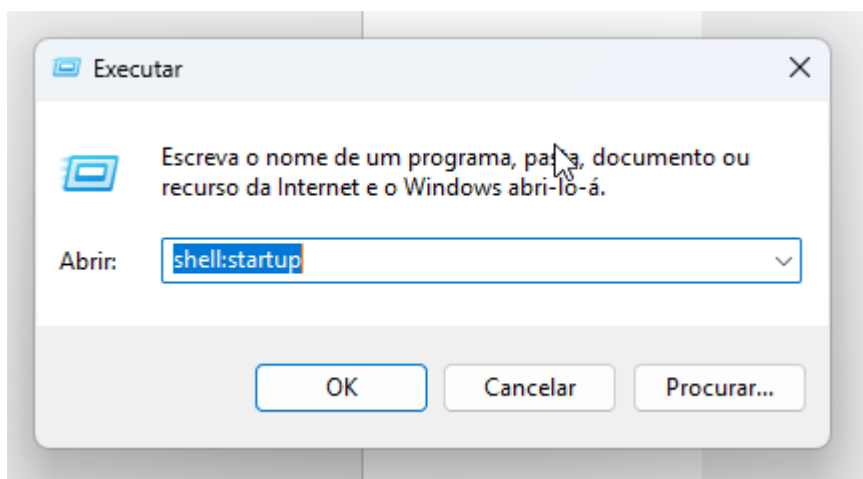 Executar
Escreva o nome de um programa, pasta, documento ou
recurso da Internet e o Windows abri-lo-á.
Abrir:
shell:startup
OK
Cancelar
Procurar...